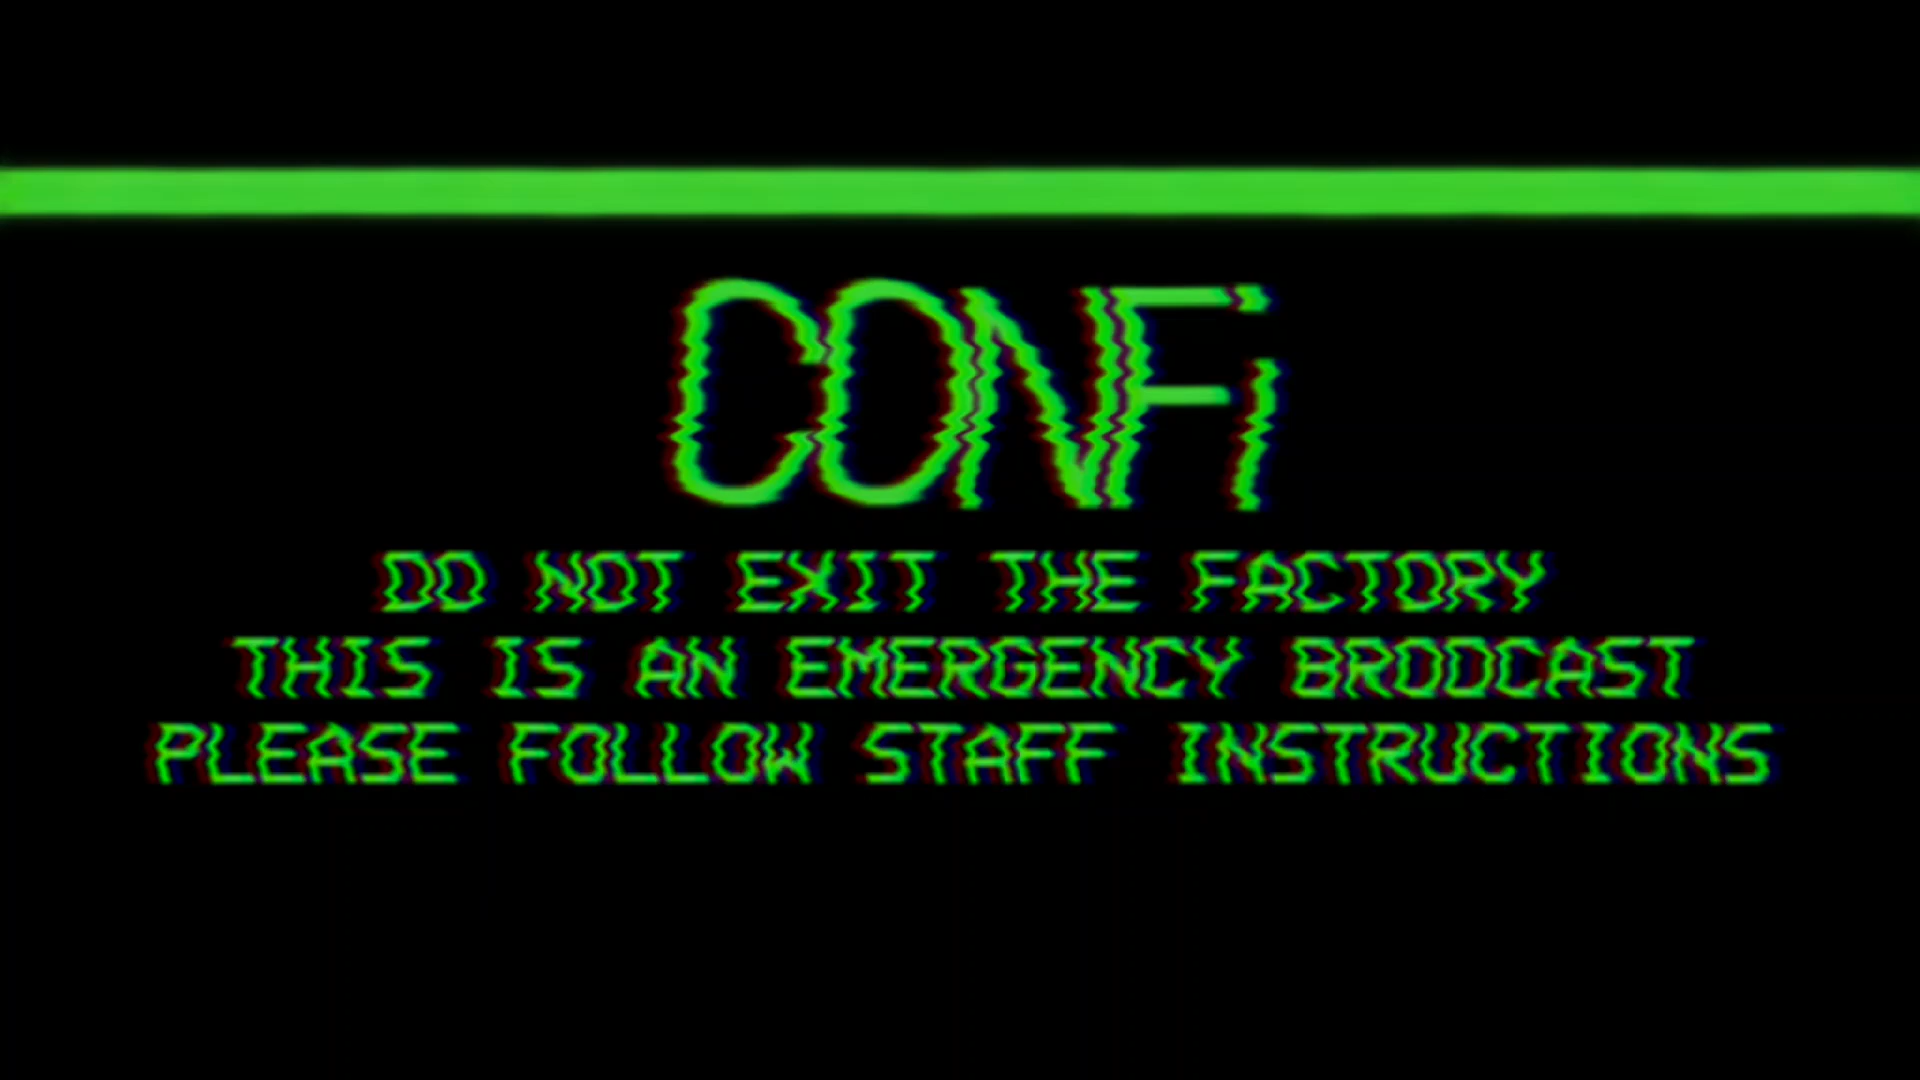 CONFi
DO NOT EXIT THE FACTORY
THIS IS AN EMERGENCY BRODCAST
PLEASE FOLLOW STAFF INSTRUCTIONS